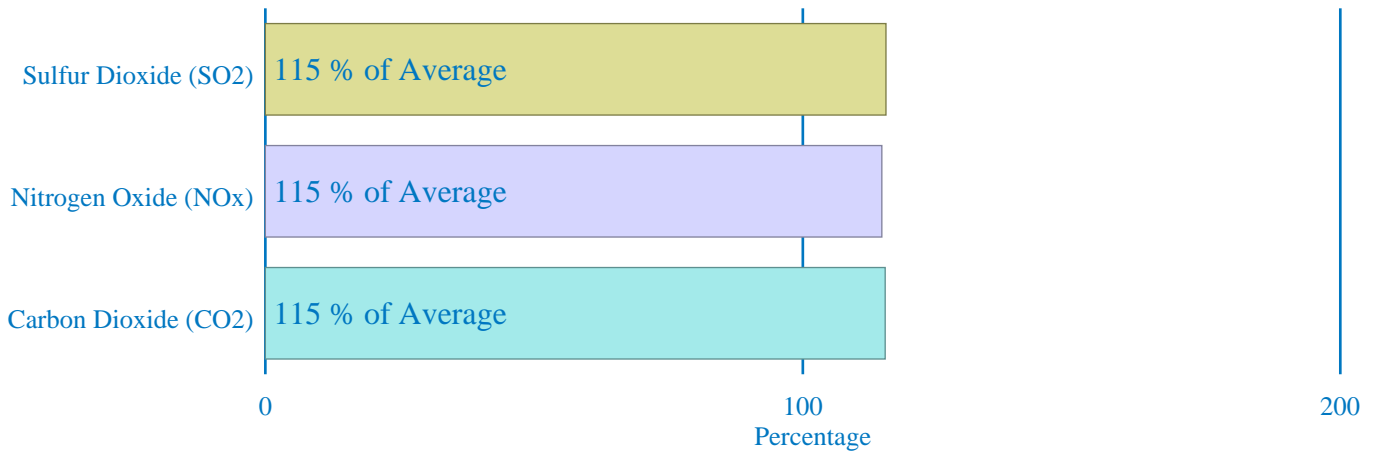 Sulfur Dioxide (SO2)
115 % of Average
Nitrogen Oxide (NOx)
115 % of Average
Carbon Dioxide (CO2)
115 % of Average
0 100 200
Percentage